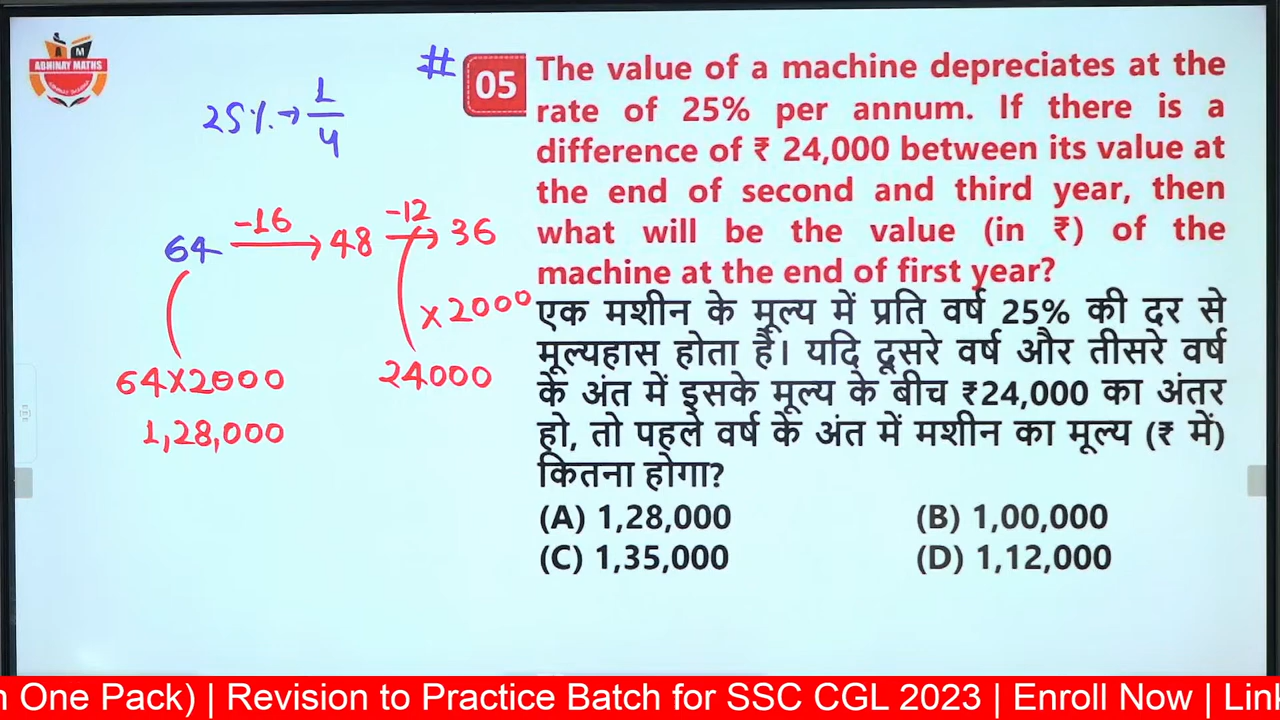 ABHINAY MATHS
25% → 1/4
64 -16→ 48 -12→ 36
×2000
64×2000
24000
1,28,000
# 05 The value of a machine depreciates at the
rate of 25% per annum. If there is a
difference of ₹ 24,000 between its value at
the end of second and third year, then
what will be the value (in ₹) of the
machine at the end of first year?
एक मशीन के मूल्य में प्रति वर्ष 25% की दर से
मूल्यहास होता है। यदि दूसरे वर्ष और तीसरे वर्ष
के अंत में इसके मूल्य के बीच ₹24,000 का अंतर
हो, तो पहले वर्ष के अंत में मशीन का मूल्य (₹ में)
कितना होगा?
(A) 1,28,000 (B) 1,00,000
(C) 1,35,000 (D) 1,12,000
n One Pack) | Revision to Practice Batch for SSC CGL 2023 | Enroll Now | Lin